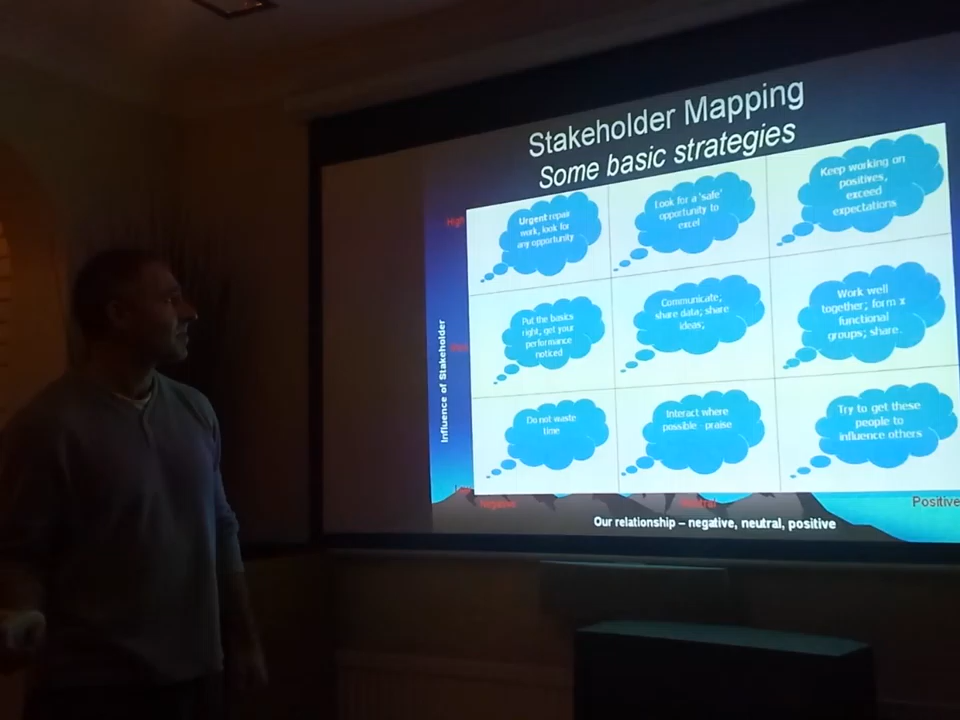 Stakeholder Mapping
Some basic strategies
High
Urgent repair
work, look for
any opportunity
Look for a 'safe'
opportunity to
excel
Keep working on
positives,
exceed
expectations
Influence of Stakeholder
Put the basics
right, get your
performance
noticed
Communicate;
share data; share
ideas;
Work well
together; form x
functional
groups; share.
Do not waste
time
Interact where
possible - praise
Try to get these
people to
influence others
Low
Negative
Neutral
Positive
Our relationship – negative, neutral, positive